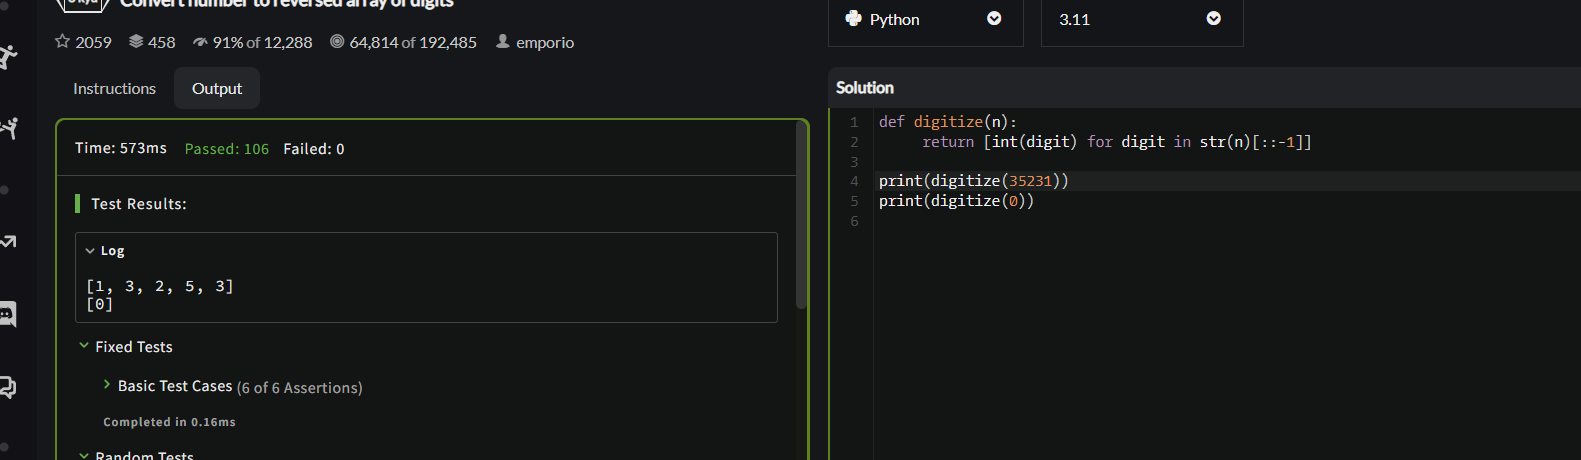 Convert number to reversed array of digits
2059 458 91% of 12,288 64,814 of 192,485 emporio
Instructions Output
Time: 573ms Passed: 106 Failed: 0
Test Results:
Log
[1, 3, 2, 5, 3]
[0]
Fixed Tests
Basic Test Cases (6 of 6 Assertions)
Completed in 0.16ms
Random Tests
Python 3.11
Solution
1 def digitize(n):
2 return [int(digit) for digit in str(n)[::-1]]
3
4 print(digitize(35231))
5 print(digitize(0))
6